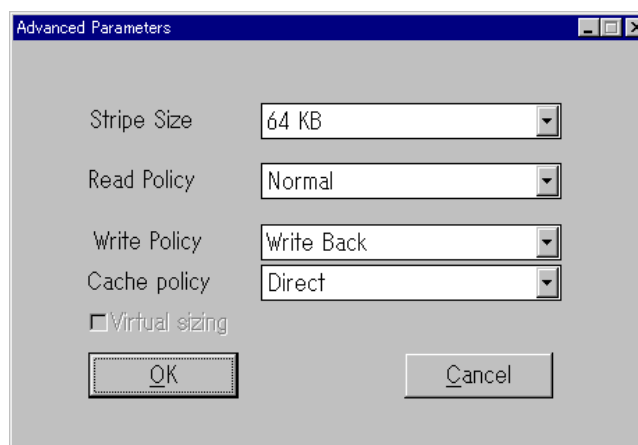 Advanced Parameters
Stripe Size 64 KB
Read Policy Normal
Write Policy Write Back
Cache policy Direct
Virtual sizing
OK Cancel